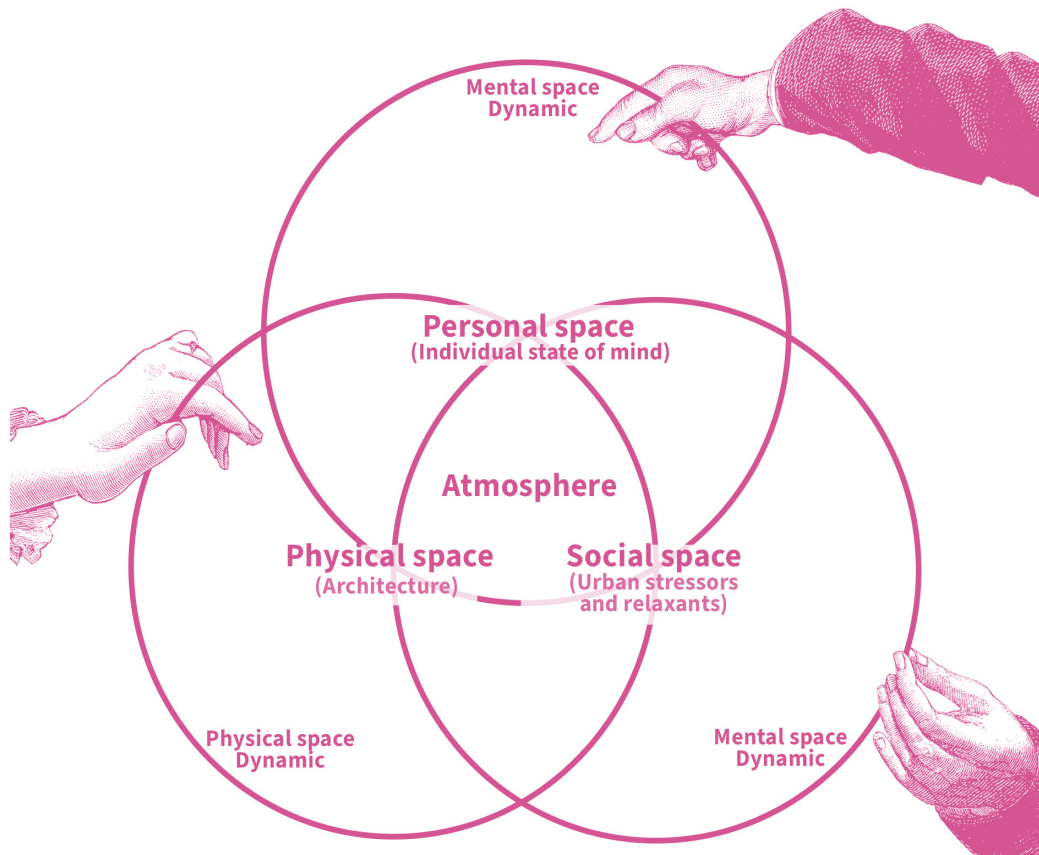 Mental space
Dynamic
Personal space
(Individual state of mind)
Atmosphere
Physical space
(Architecture)
Social space
(Urban stressors
and relaxants)
Physical space
Dynamic
Mental space
Dynamic